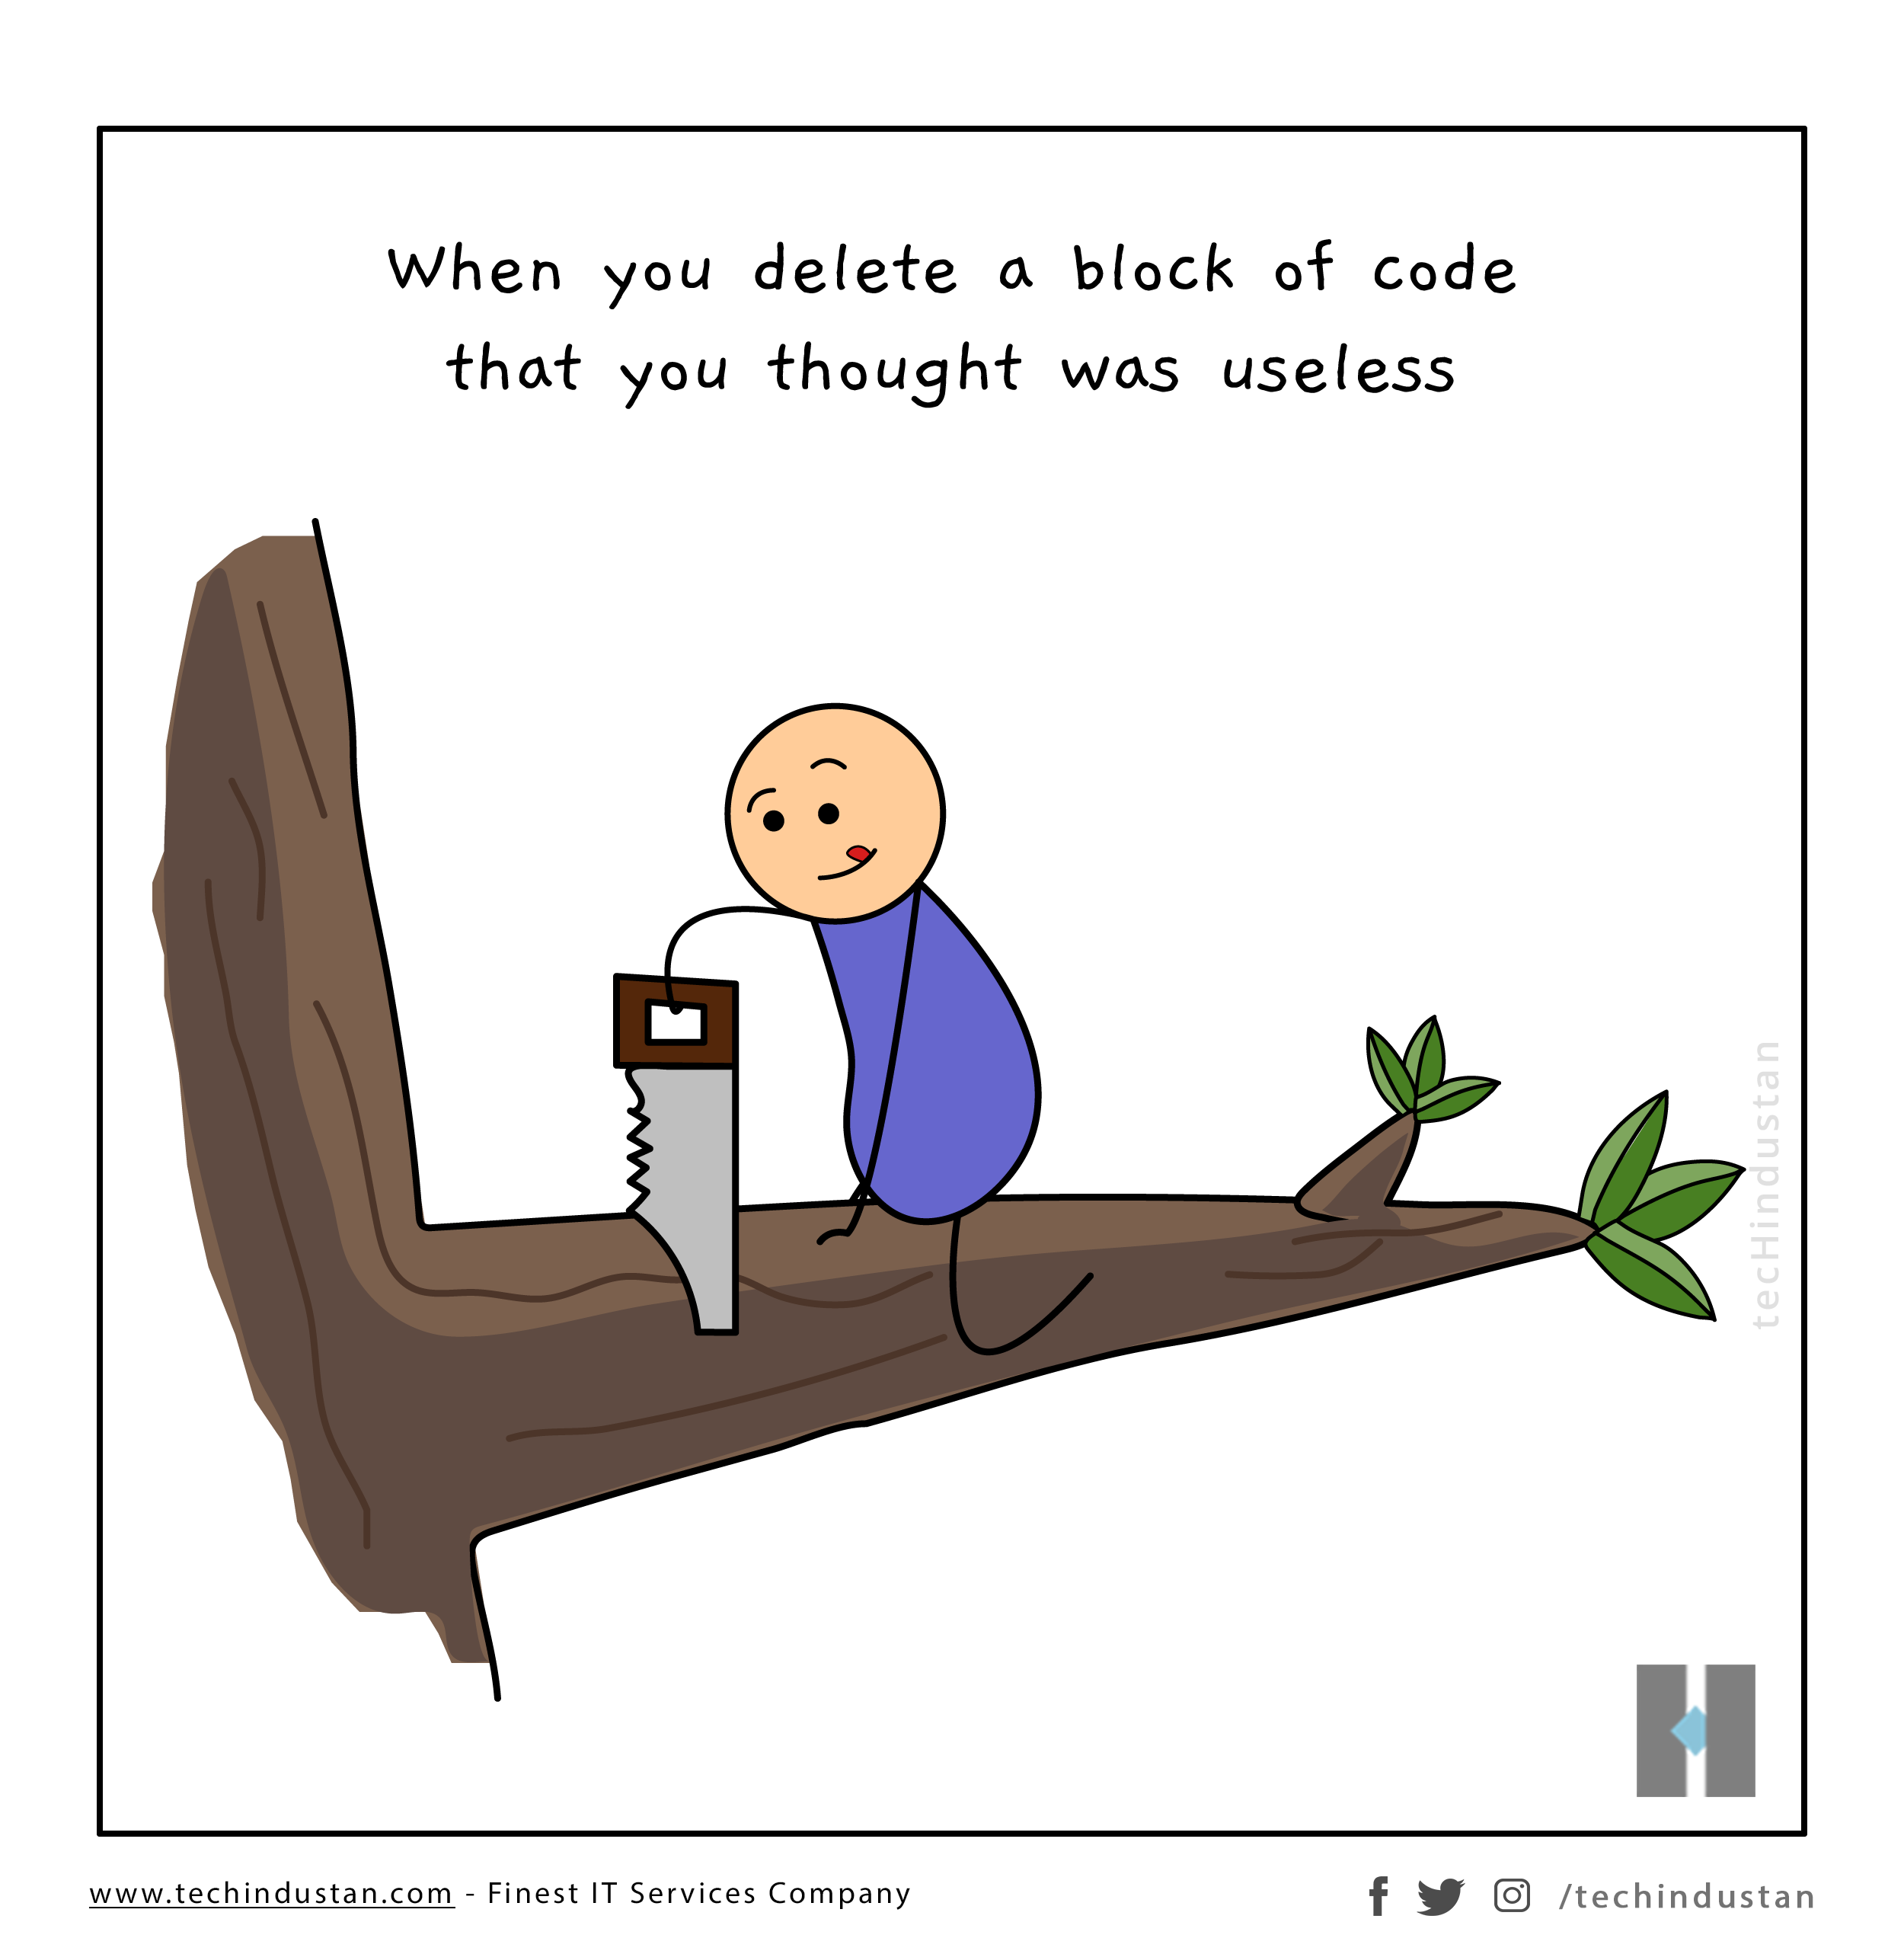 When you delete a block of code
that you thought was useless
tecHindustan
www.techindustan.com - Finest IT Services Company
/techindustan